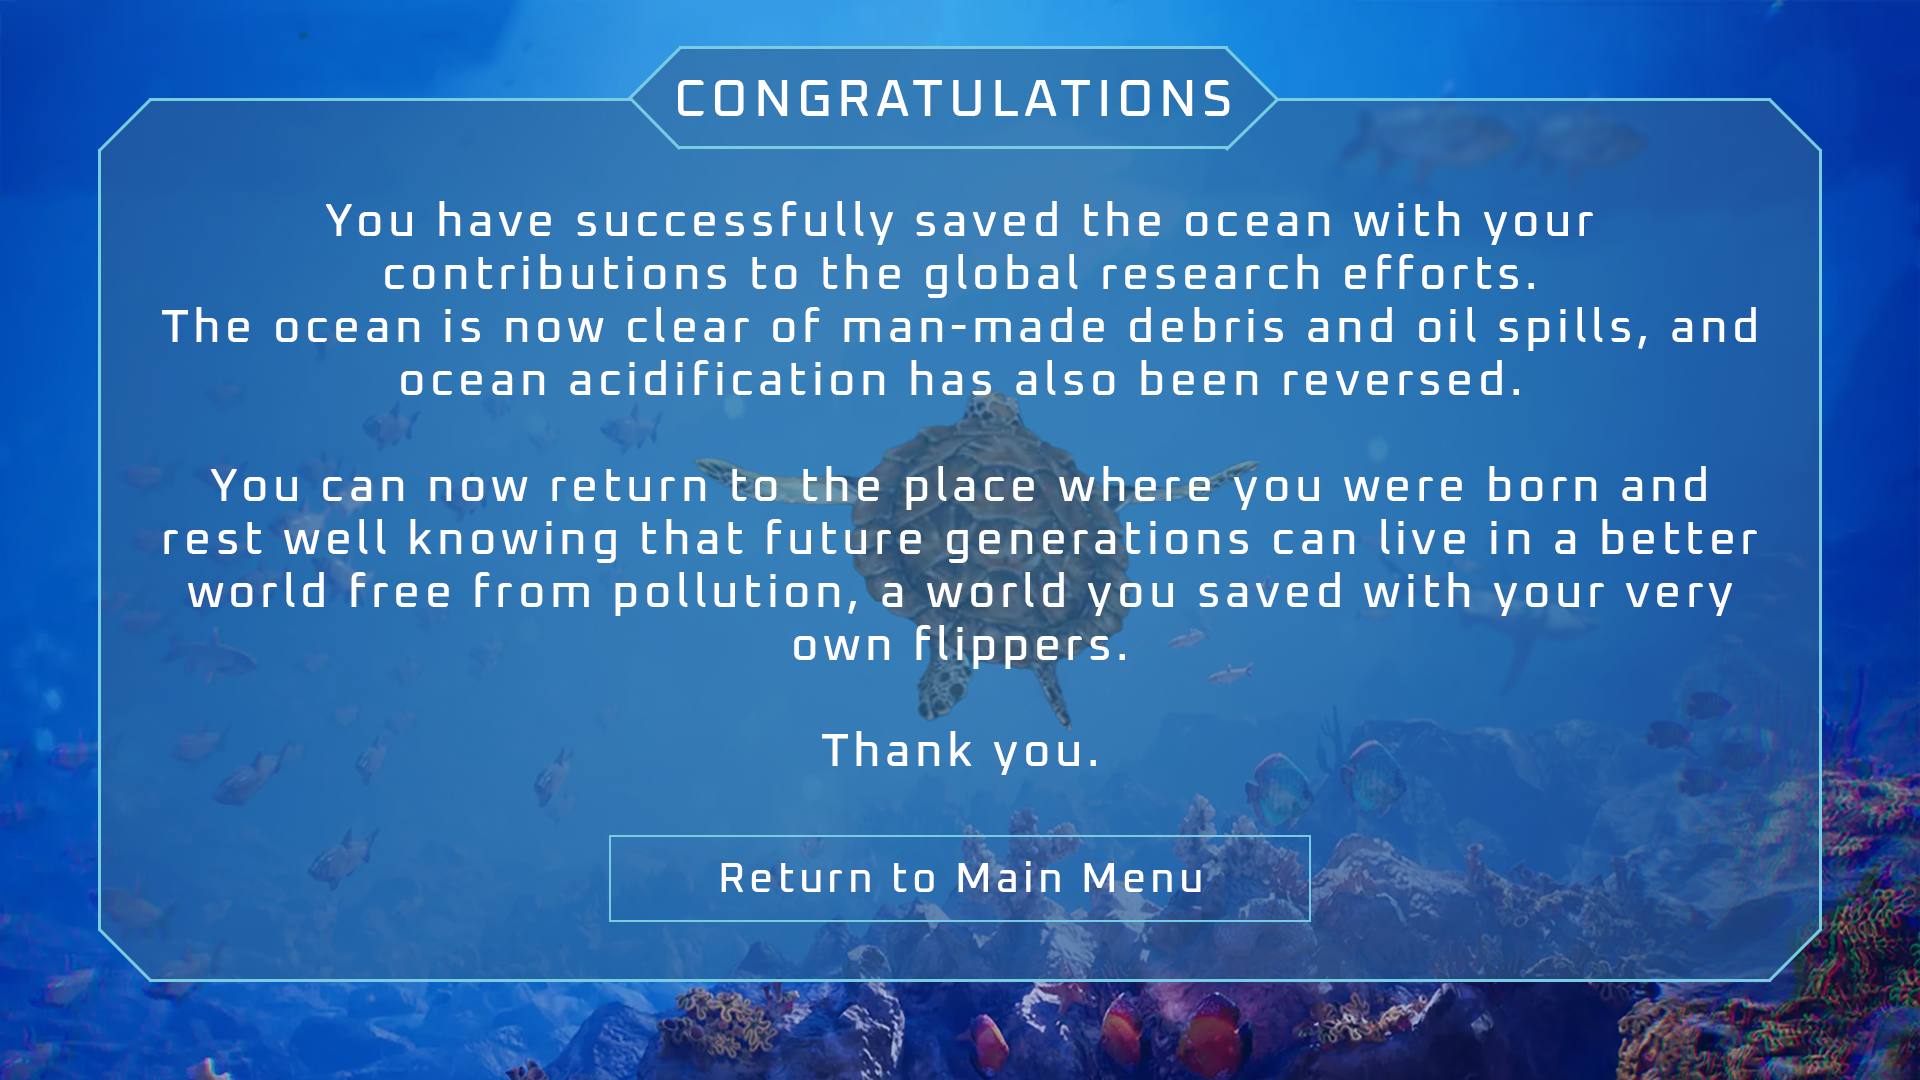 CONGRATULATIONS
You have successfully saved the ocean with your
contributions to the global research efforts.
The ocean is now clear of man-made debris and oil spills, and
ocean acidification has also been reversed.
You can now return to the place where you were born and
rest well knowing that future generations can live in a better
world free from pollution, a world you saved with your very
own flippers.
Thank you.
Return to Main Menu